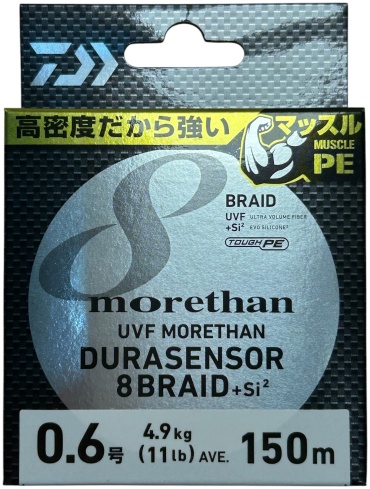 高密度だから強い
マッスル
MUSCLE
PE
8
BRAID
UVF ULTRA VOLUME FIBER
+Si² EVO SILICONE²
TOUGH PE
morethan
UVF MORETHAN
DURASENSOR
8BRAID+Si²
0.6号 4.9kg (11lb) AVE. 150m